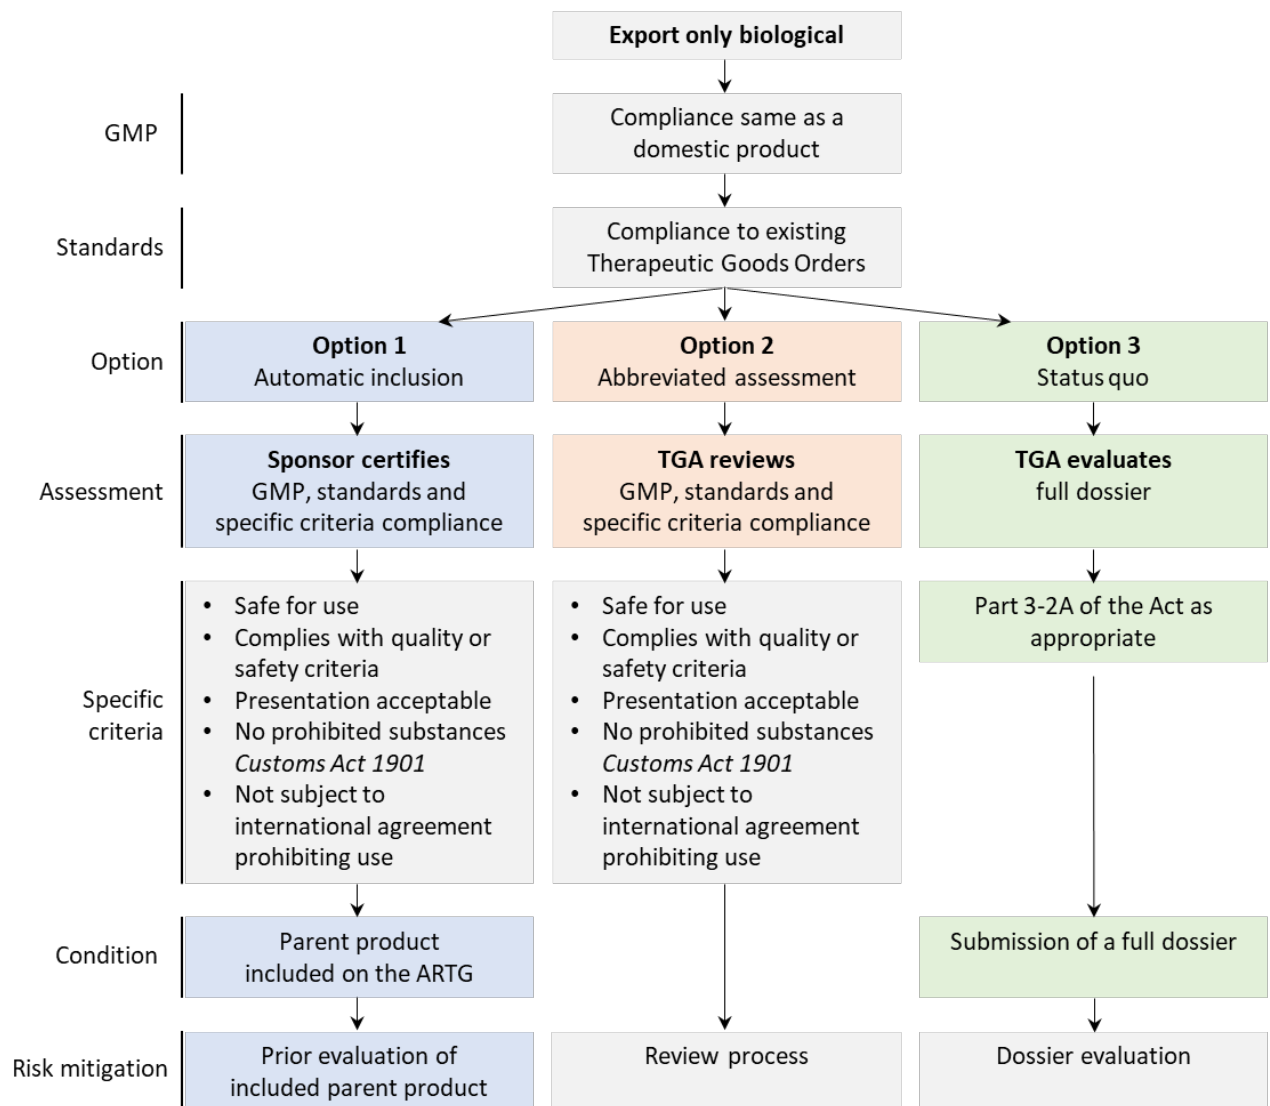 Export only biological
GMP
Compliance same as a
domestic product
Standards
Compliance to existing
Therapeutic Goods Orders
Option
Option 1
Automatic inclusion
Option 2
Abbreviated assessment
Option 3
Status quo
Assessment
Sponsor certifies
GMP, standards and
specific criteria compliance
TGA reviews
GMP, standards and
specific criteria compliance
TGA evaluates
full dossier
Specific
criteria
• Safe for use
• Complies with quality or
safety criteria
• Presentation acceptable
• No prohibited substances
Customs Act 1901
• Not subject to
international agreement
prohibiting use
• Safe for use
• Complies with quality or
safety criteria
• Presentation acceptable
• No prohibited substances
Customs Act 1901
• Not subject to
international agreement
prohibiting use
Part 3-2A of the Act as
appropriate
Condition
Parent product
included on the ARTG
Submission of a full dossier
Risk mitigation
Prior evaluation of
included parent product
Review process
Dossier evaluation